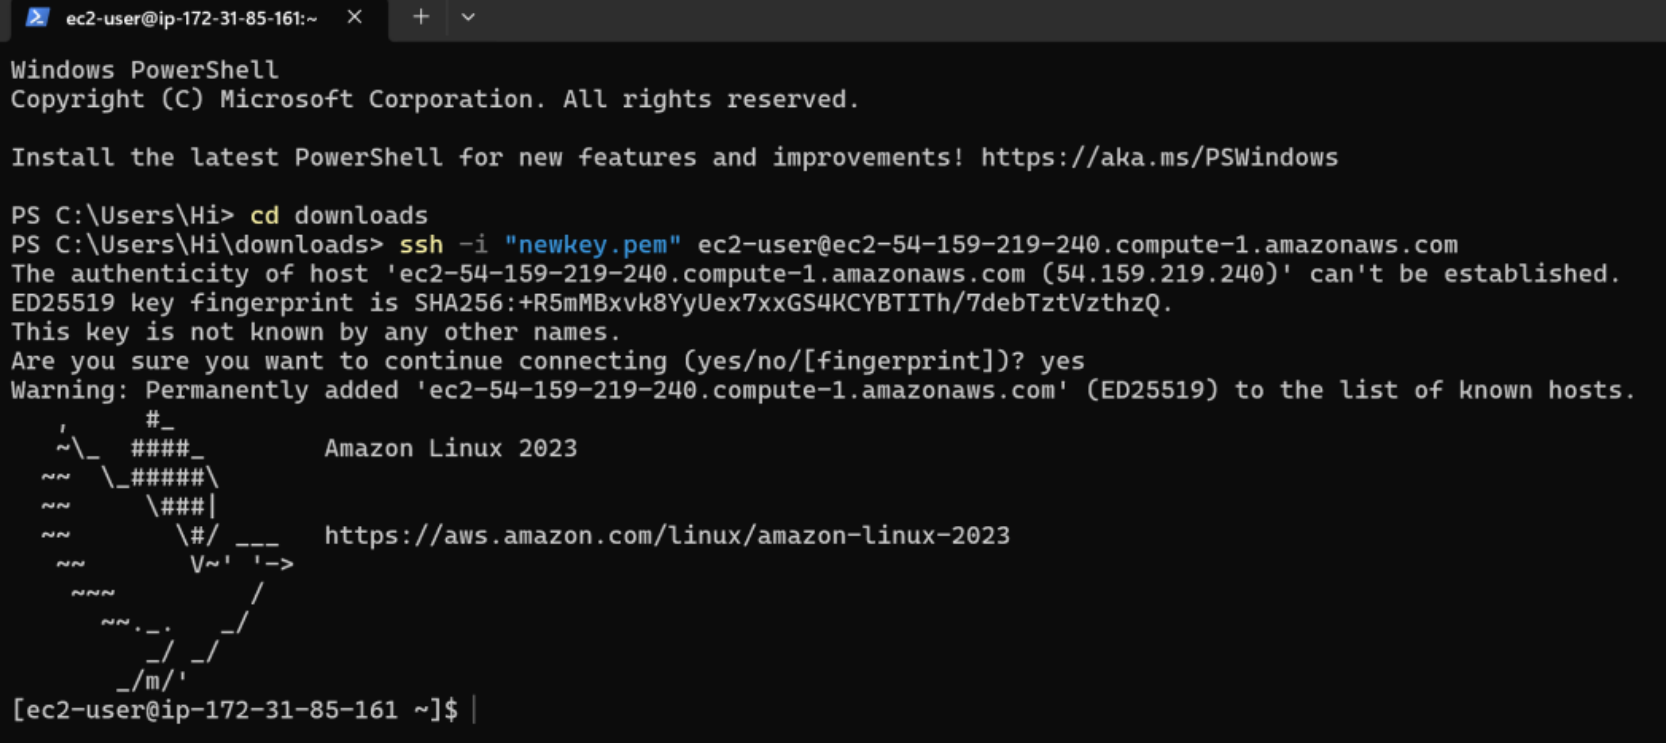 ec2-user@ip-172-31-85-161:~
Windows PowerShell
Copyright (C) Microsoft Corporation. All rights reserved.
Install the latest PowerShell for new features and improvements! https://aka.ms/PSWindows
PS C:\Users\Hi> cd downloads
PS C:\Users\Hi\downloads> ssh -i "newkey.pem" ec2-user@ec2-54-159-219-240.compute-1.amazonaws.com
The authenticity of host 'ec2-54-159-219-240.compute-1.amazonaws.com (54.159.219.240)' can't be established.
ED25519 key fingerprint is SHA256:+R5mMBxvk8YyUex7xxGS4KCYBTITh/7debTztVzthzQ.
This key is not known by any other names.
Are you sure you want to continue connecting (yes/no/[fingerprint])? yes
Warning: Permanently added 'ec2-54-159-219-240.compute-1.amazonaws.com' (ED25519) to the list of known hosts.
   ,     #_
   ~\_  ####_        Amazon Linux 2023
  ~~  \_#####\
  ~~     \###|
  ~~       \#/ ___   https://aws.amazon.com/linux/amazon-linux-2023
   ~~       V~' '->
    ~~~         /
      ~~._.   _/
         _/ _/
       _/m/'
[ec2-user@ip-172-31-85-161 ~]$